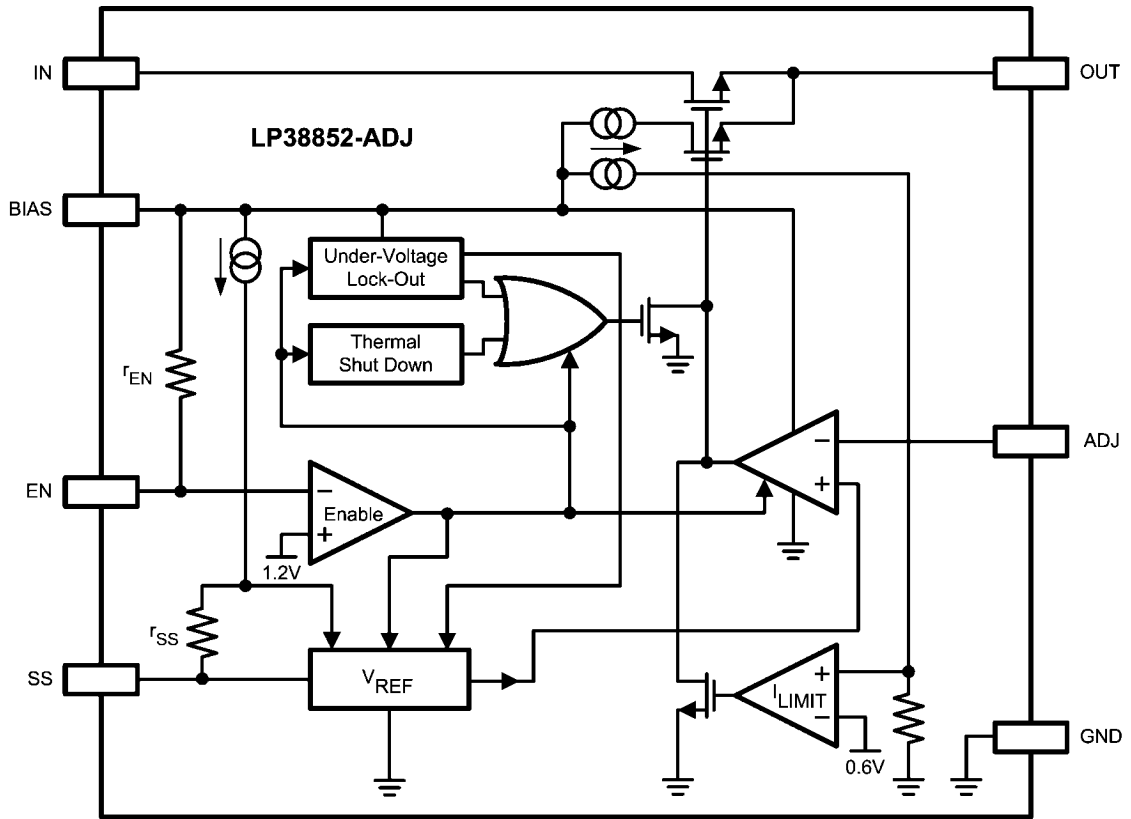 IN
OUT
LP38852-ADJ
BIAS
Under-Voltage
Lock-Out
Thermal
Shut Down
rEN
ADJ
EN
Enable
1.2V
rSS
SS
VREF
ILIMIT
0.6V
GND
−
+
−
+
+
−